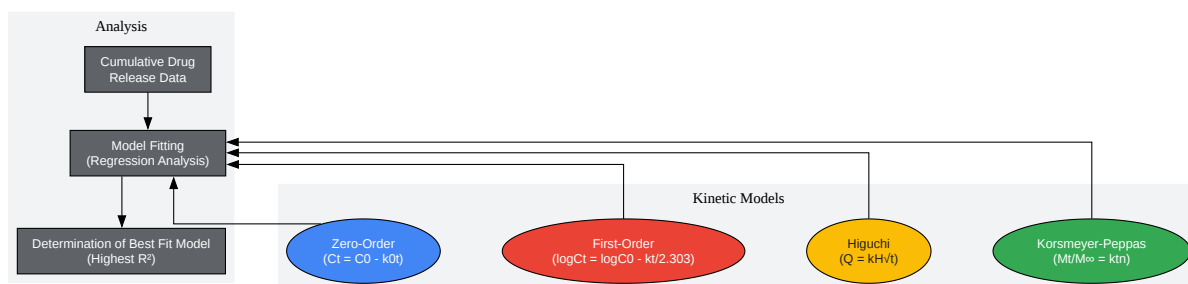 Analysis
Cumulative Drug
Release Data
Model Fitting
(Regression Analysis)
Determination of Best Fit Model
(Highest R²)
Kinetic Models
Zero-Order
(Ct = C0 - k0t)
First-Order
(logCt = logC0 - kt/2.303)
Higuchi
(Q = kH√t)
Korsmeyer-Peppas
(Mt/M∞ = ktn)